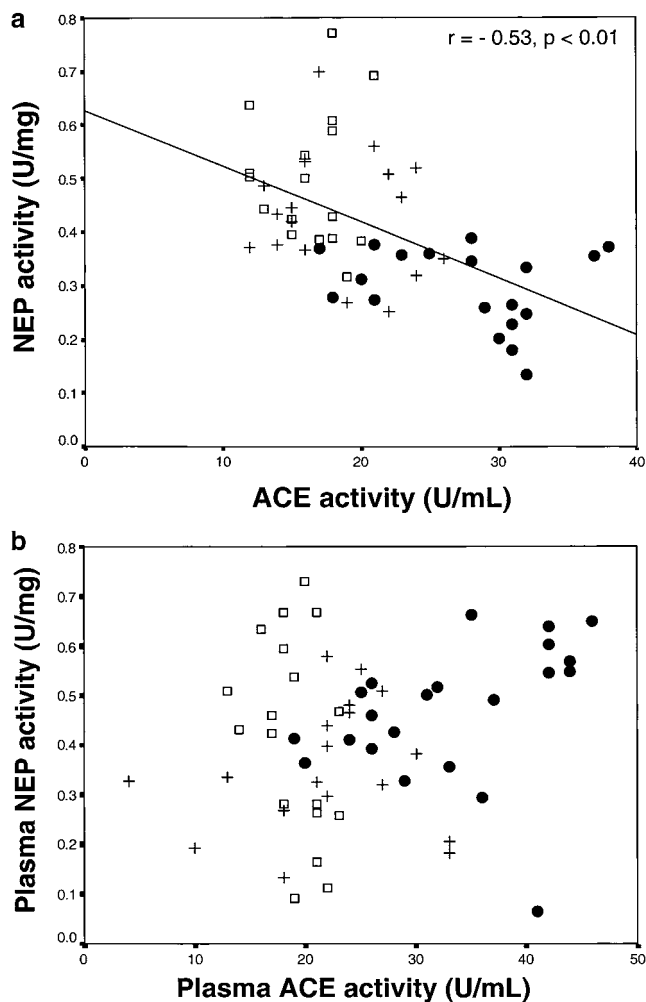 a
r = - 0.53, p < 0.01
NEP activity (U/mg)
0.8
0.7
0.6
0.5
0.4
0.3
0.2
0.1
0.0
0 10 20 30 40
ACE activity (U/mL)
b
Plasma NEP activity (U/mg)
0.8
0.7
0.6
0.5
0.4
0.3
0.2
0.1
0.0
0 10 20 30 40 50
Plasma ACE activity (U/mL)